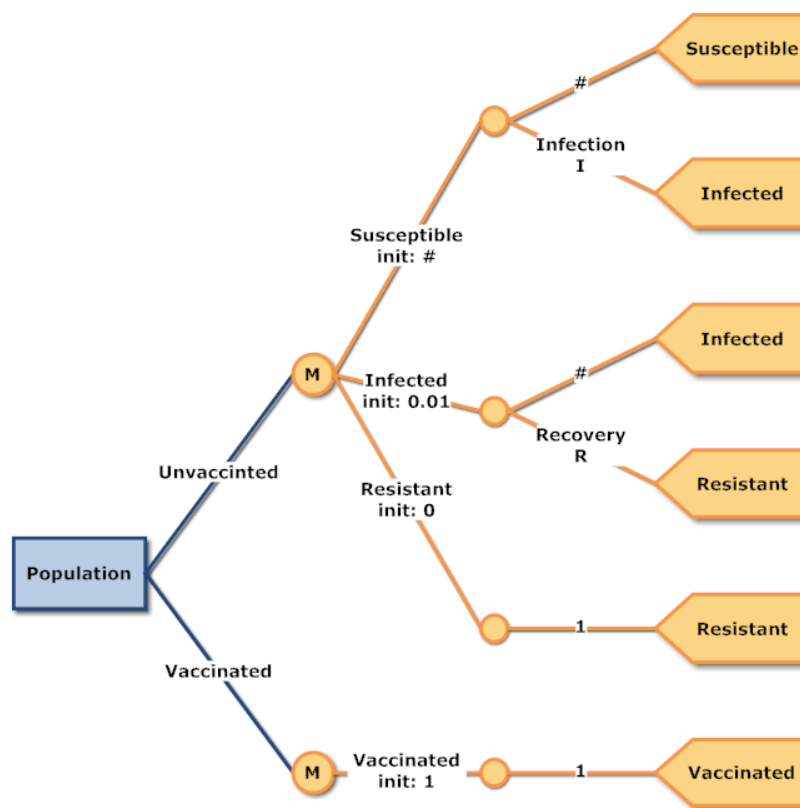 Susceptible
#
Infection
I
Infected
Susceptible
init: #
Infected
#
M
Infected
init: 0.01
Recovery
R
Unvaccinted
Resistant
init: 0
Resistant
Population
1
Resistant
Vaccinated
Vaccinated
init: 1
M
1
Vaccinated